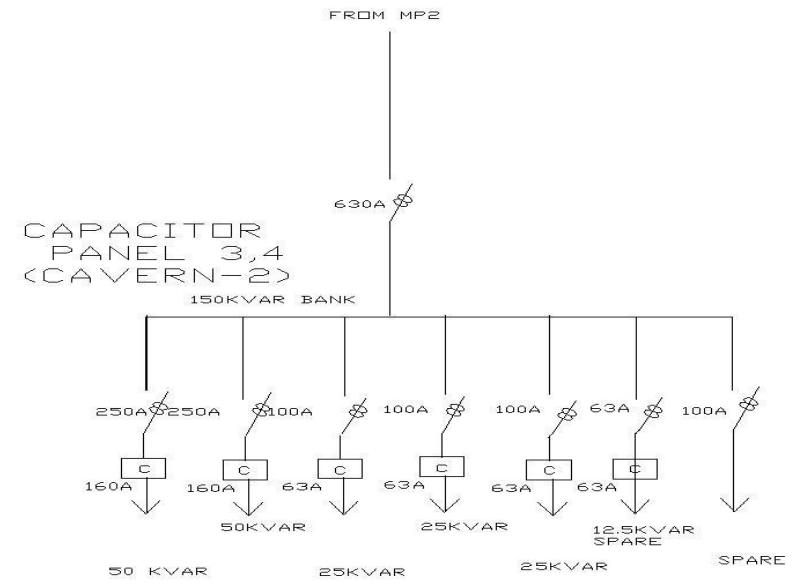 FROM MP2
630A
CAPACITOR
PANEL 3,4
(CAVERN-2)
150KVAR BANK
250A 250A 100A 100A 100A 63A 100A
C C C C C C
160A 160A 63A 63A 63A 63A
50KVAR 25KVAR 12.5KVAR
SPARE
50 KVAR 25KVAR 25KVAR SPARE